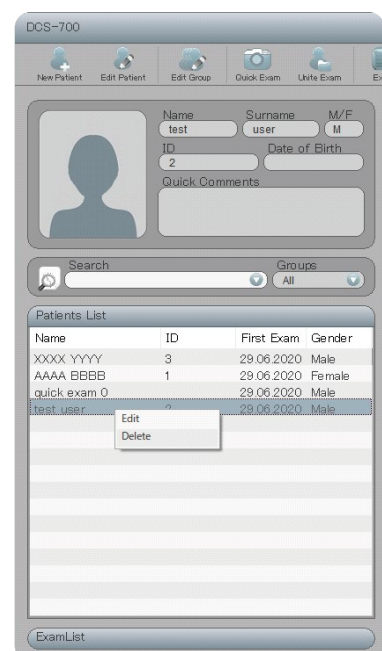 DCS-700
New Patient Edit Patient Edit Group Quick Exam Unite Exam
Name Surname M/F
test user M
ID Date of Birth
2
Quick Comments
Search Groups
All
Patients List
Name ID First Exam Gender
XXXX YYYY 3 29.06.2020 Male
AAAA BBBB 1 29.06.2020 Female
quick exam 0 29.06.2020 Male
test user 2 29.06.2020 Male
Edit
Delete
ExamList